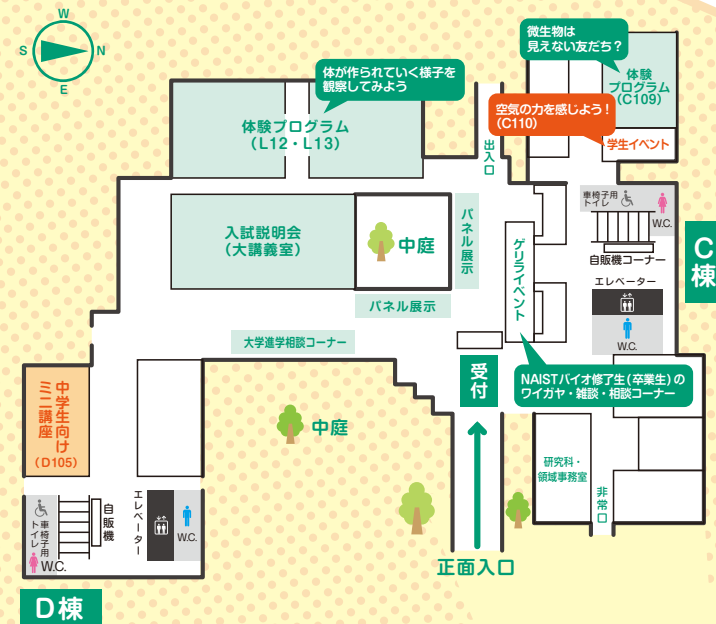 W
S
N
E
微生物は
見えない友だち？
体験
プログラム
(C109)
体が作られていく様子を
観察してみよう
空気の力を感じよう！
(C110)
学生イベント
体験プログラム
(L12・L13)
出入口
車椅子用
トイレ
W.C.
自販機コーナー
C棟
入試説明会
(大講義室)
中庭
パネル展示
パネル展示
ゲリライベント
エレベーター
W.C.
大学進学相談コーナー
受付
NAISTバイオ修了生(卒業生)の
ワイガヤ・雑談・相談コーナー
中学生向け
ミニ講座
(D105)
中庭
研究科・
領域事務室
非常口
車椅子用
トイレ
W.C.
自販機
エレベーター
W.C.
正面入口
D棟